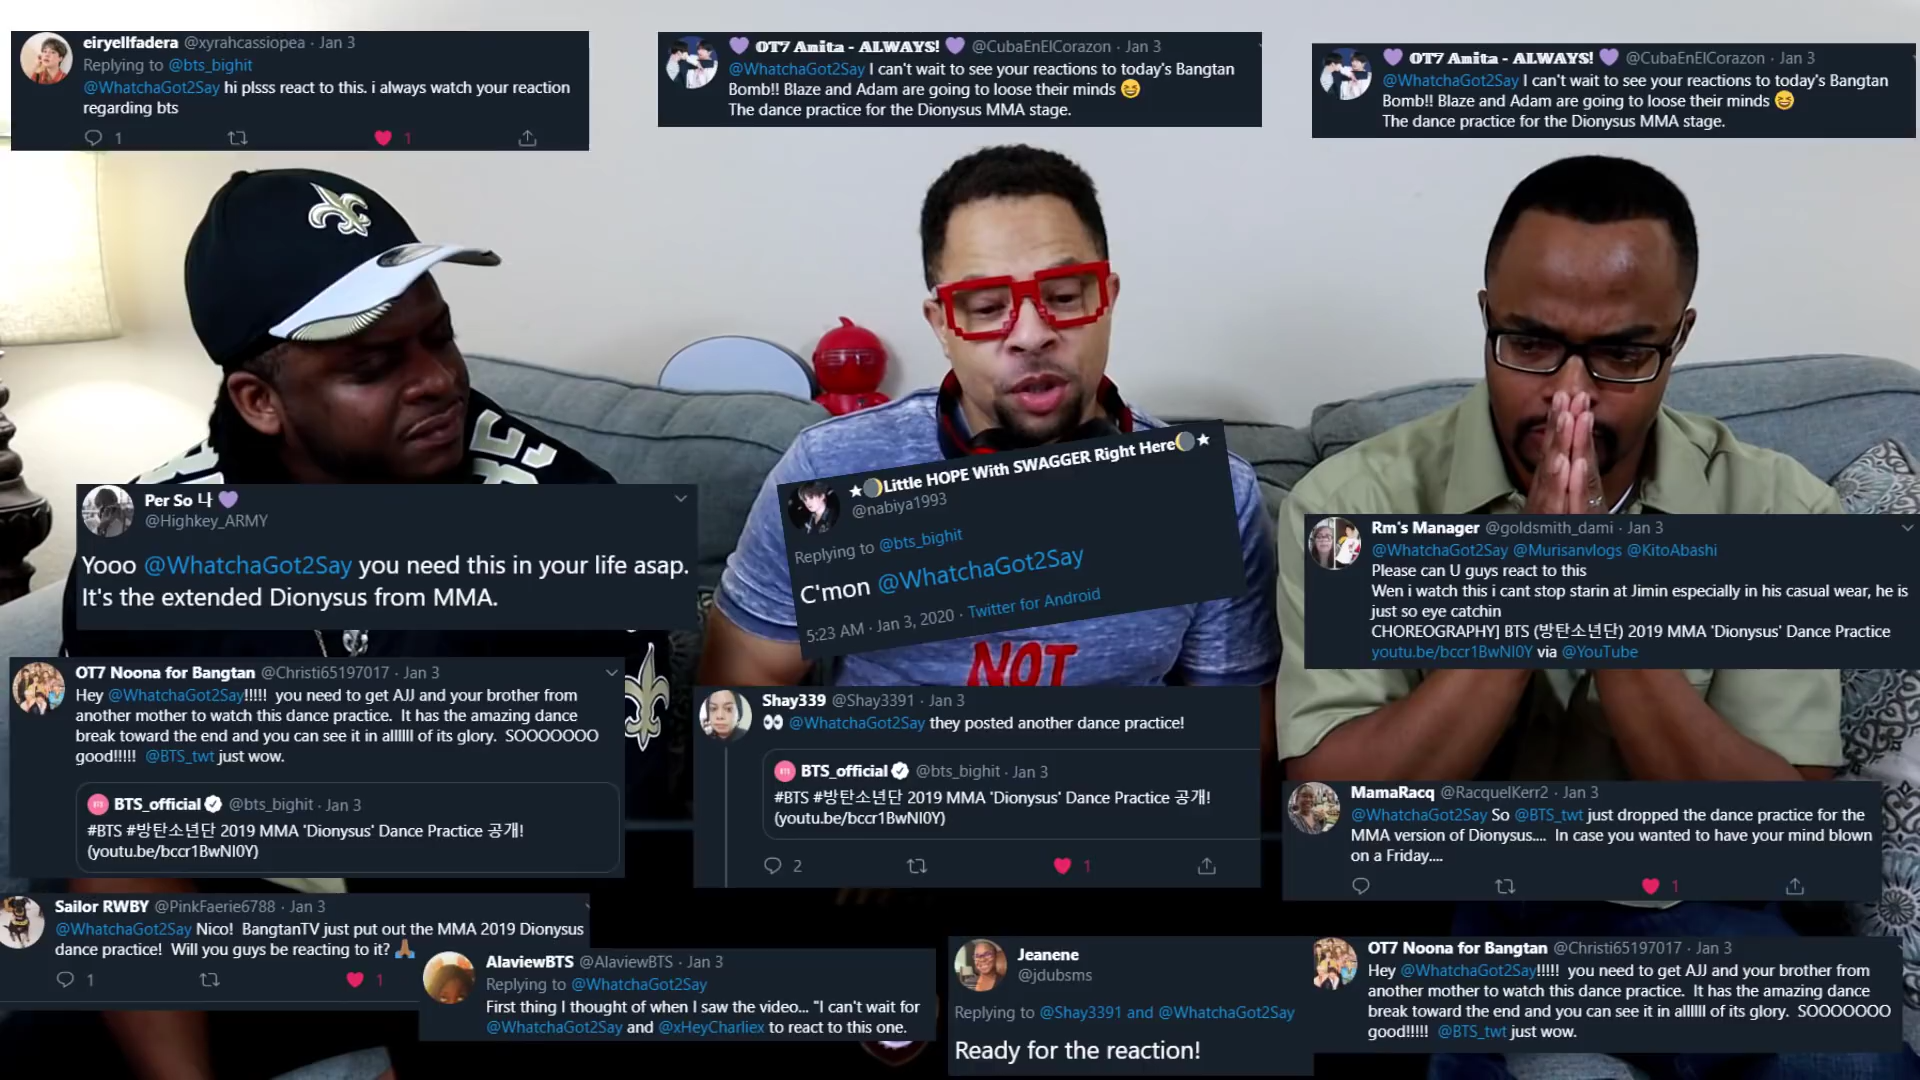 eiryellfadera @xyrahcassiopea · Jan 3
Replying to @bts_bighit
@WhatchaGot2Say hi plsss react to this. i always watch your reaction
regarding bts
1
1
💜 OT7 Amita - ALWAYS! 💜 @CubaEnElCorazon · Jan 3
@WhatchaGot2Say I can't wait to see your reactions to today's Bangtan
Bomb!! Blaze and Adam are going to loose their minds 😆
The dance practice for the Dionysus MMA stage.
💜 OT7 Amita - ALWAYS! 💜 @CubaEnElCorazon · Jan 3
@WhatchaGot2Say I can't wait to see your reactions to today's Bangtan
Bomb!! Blaze and Adam are going to loose their minds 😆
The dance practice for the Dionysus MMA stage.
Per So 나 💜
@Highkey_ARMY
Yooo @WhatchaGot2Say you need this in your life asap.
It's the extended Dionysus from MMA.
★🌒Little HOPE With SWAGGER Right Here🌒★
@nabiya1993
Replying to @bts_bighit
C'mon @WhatchaGot2Say
5:23 AM · Jan 3, 2020 · Twitter for Android
NOT
Rm's Manager @goldsmith_dami · Jan 3
@WhatchaGot2Say @Murisanvlogs @KitoAbashi
Please can U guys react to this
Wen i watch this i cant stop starin at Jimin especially in his casual wear, he is
just so eye catchin
CHOREOGRAPHY] BTS (방탄소년단) 2019 MMA 'Dionysus' Dance Practice
youtu.be/bccr1BwNI0Y via @YouTube
OT7 Noona for Bangtan @Christi65197017 · Jan 3
Hey @WhatchaGot2Say!!!!! you need to get AJJ and your brother from
another mother to watch this dance practice. It has the amazing dance
break toward the end and you can see it in allllll of its glory. SOOOOOOO
good!!!!! @BTS_twt just wow.
BTS_official @bts_bighit · Jan 3
#BTS #방탄소년단 2019 MMA 'Dionysus' Dance Practice 공개!
(youtu.be/bccr1BwNI0Y)
Shay339 @Shay3391 · Jan 3
👀 @WhatchaGot2Say they posted another dance practice!
BTS_official @bts_bighit · Jan 3
#BTS #방탄소년단 2019 MMA 'Dionysus' Dance Practice 공개!
(youtu.be/bccr1BwNI0Y)
2
1
MamaRacq @RacquelKerr2 · Jan 3
@WhatchaGot2Say So @BTS_twt just dropped the dance practice for the
MMA version of Dionysus.... In case you wanted to have your mind blown
on a Friday....
1
Sailor RWBY @PinkFaerie6788 · Jan 3
@WhatchaGot2Say Nico! BangtanTV just put out the MMA 2019 Dionysus
dance practice! Will you guys be reacting to it? 🙏🏾
1
1
AlaviewBTS @AlaviewBTS · Jan 3
Replying to @WhatchaGot2Say
First thing I thought of when I saw the video... "I can't wait for
@WhatchaGot2Say and @xHeyCharliex to react to this one.
Jeanene
@jdubsms
Replying to @Shay3391 and @WhatchaGot2Say
Ready for the reaction!
OT7 Noona for Bangtan @Christi65197017 · Jan 3
Hey @WhatchaGot2Say!!!!! you need to get AJJ and your brother from
another mother to watch this dance practice. It has the amazing dance
break toward the end and you can see it in allllll of its glory. SOOOOOOO
good!!!!! @BTS_twt just wow.